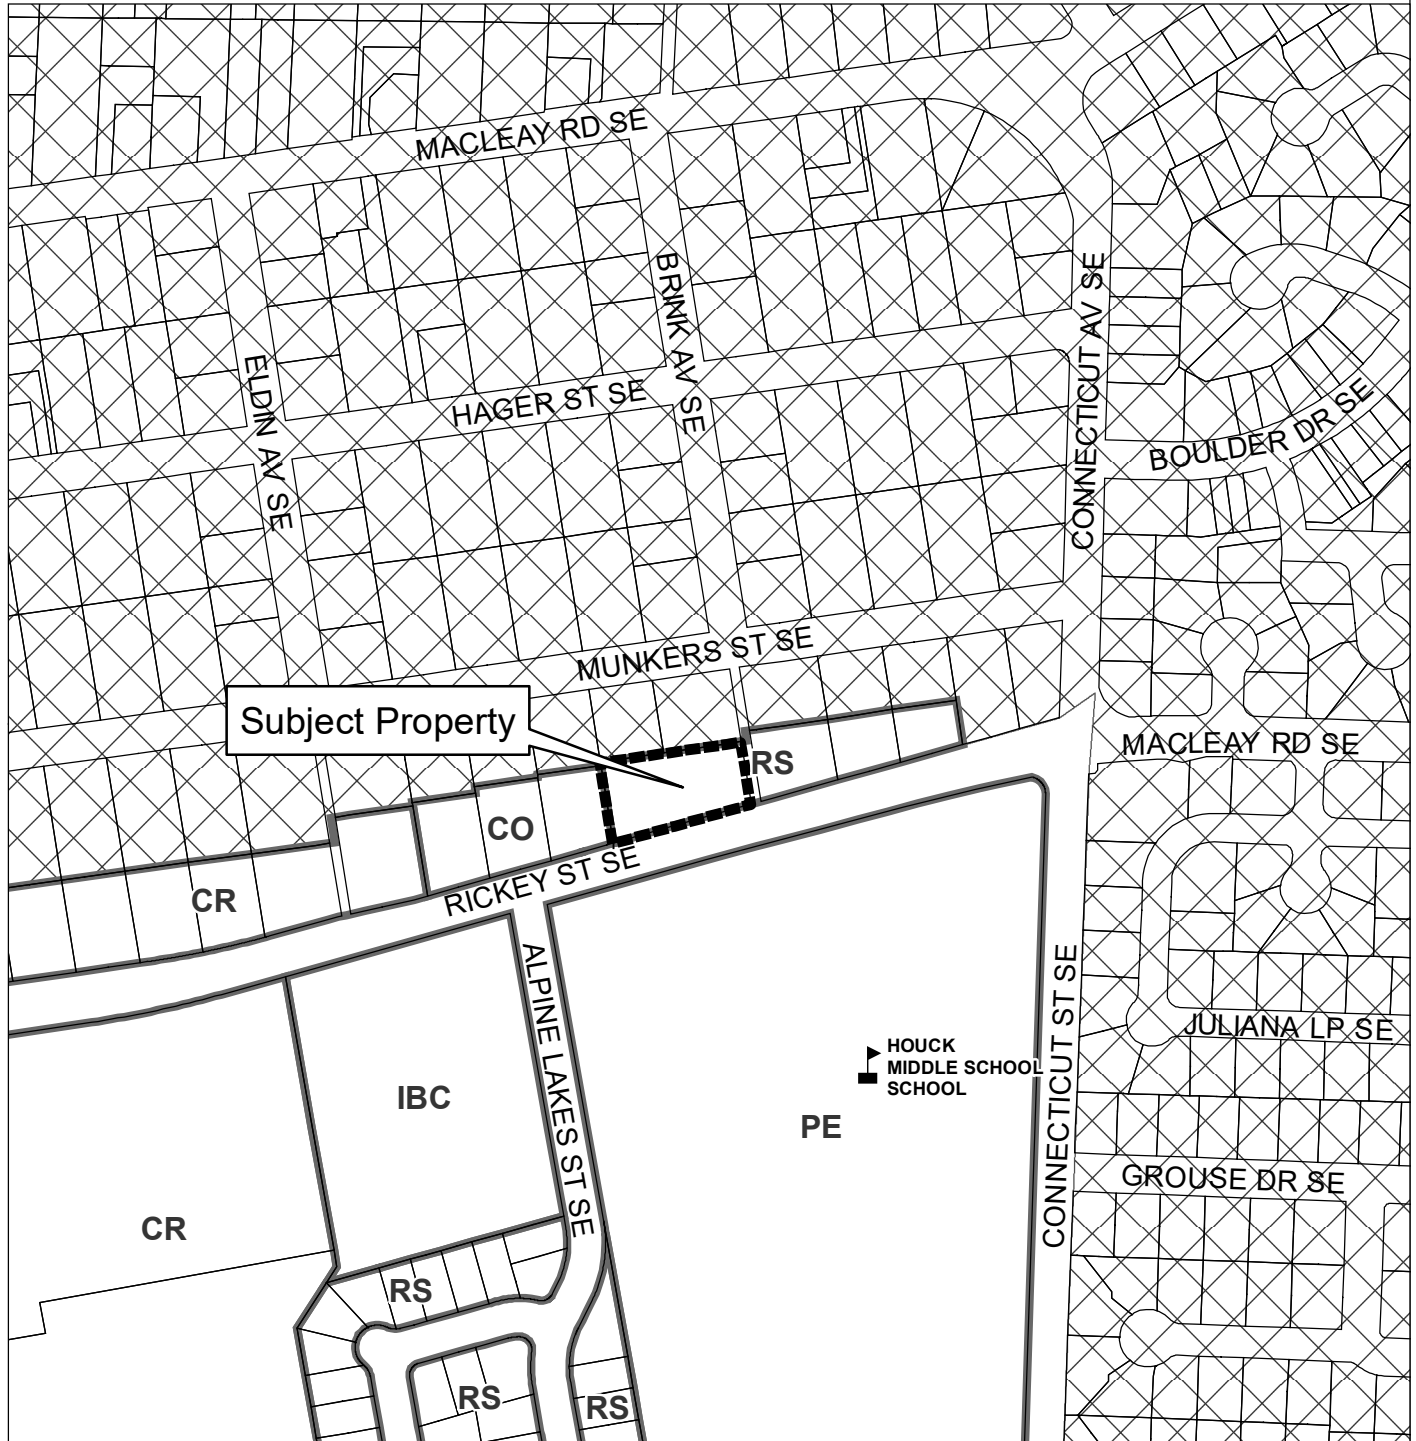 MACLEAY RD SE
BRINK AV SE
CONNECTICUT AV SE
ELDIN AV SE
HAGER ST SE
BOULDER DR SE
MUNKERS ST SE
Subject Property
MACLEAY RD SE
RS
CO
RICKEY ST SE
CR
ALPINE LAKES ST SE
CONNECTICUT ST SE
JULIANA LP SE
HOUCK
MIDDLE SCHOOL
SCHOOL
IBC
PE
GROUSE DR SE
CR
RS
RS
RS